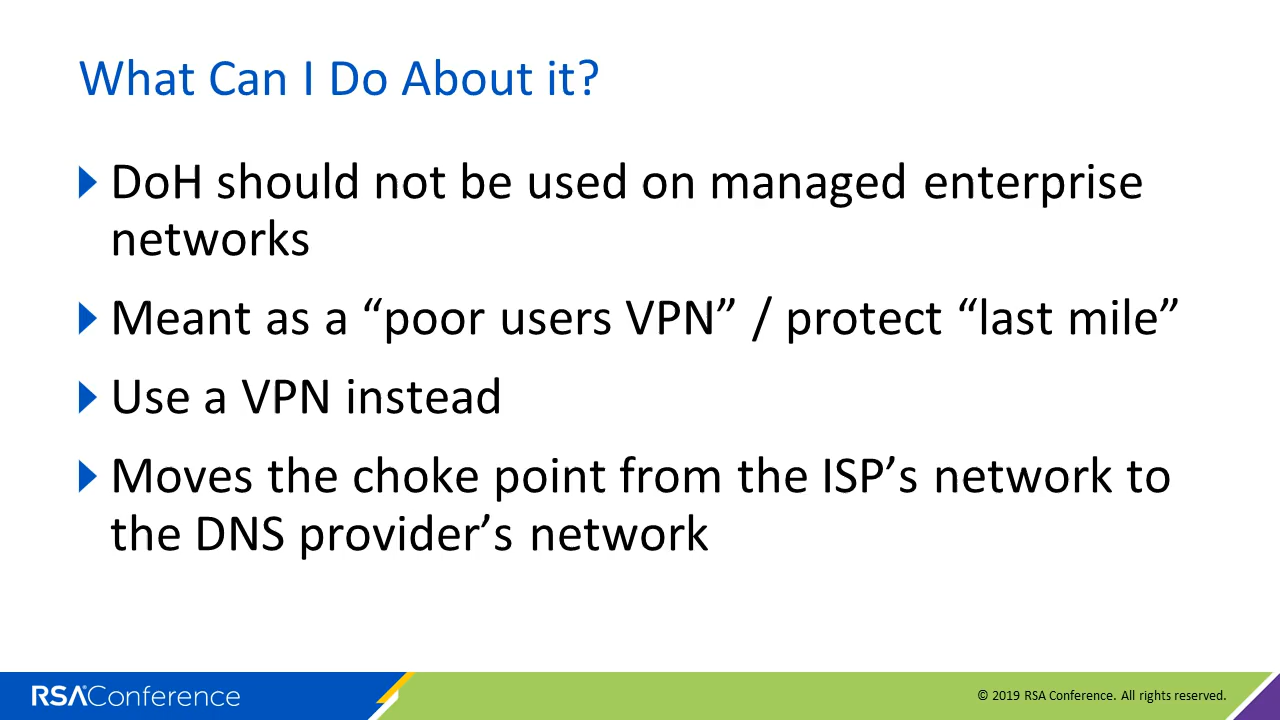 What Can I Do About it?
DoH should not be used on managed enterprise
networks
Meant as a “poor users VPN” / protect “last mile”
Use a VPN instead
Moves the choke point from the ISP’s network to
the DNS provider’s network
RSAConference
© 2019 RSA Conference. All rights reserved.